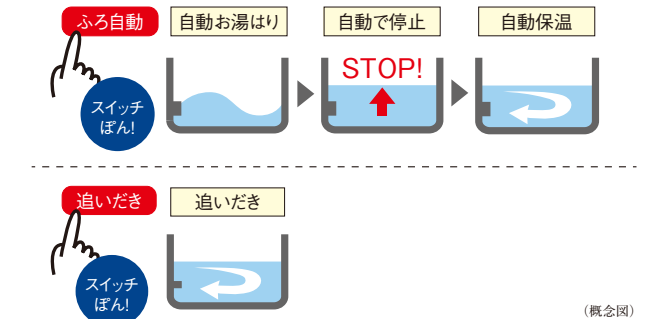 ふろ自動
自動お湯はり
自動で停止
自動保温
STOP!
スイッチ
ぽん!
追いだき
追いだき
スイッチ
ぽん!
(概念図)